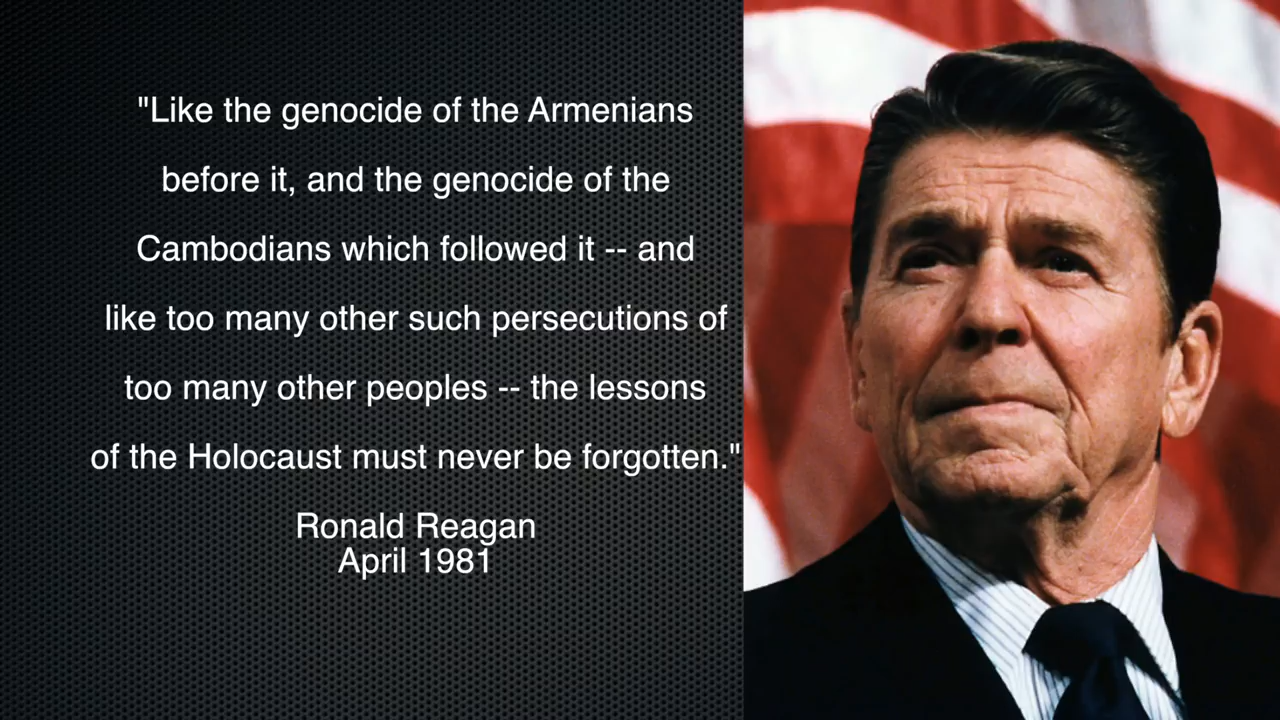 "Like the genocide of the Armenians
before it, and the genocide of the
Cambodians which followed it -- and
like too many other such persecutions of
too many other peoples -- the lessons
of the Holocaust must never be forgotten."
Ronald Reagan
April 1981